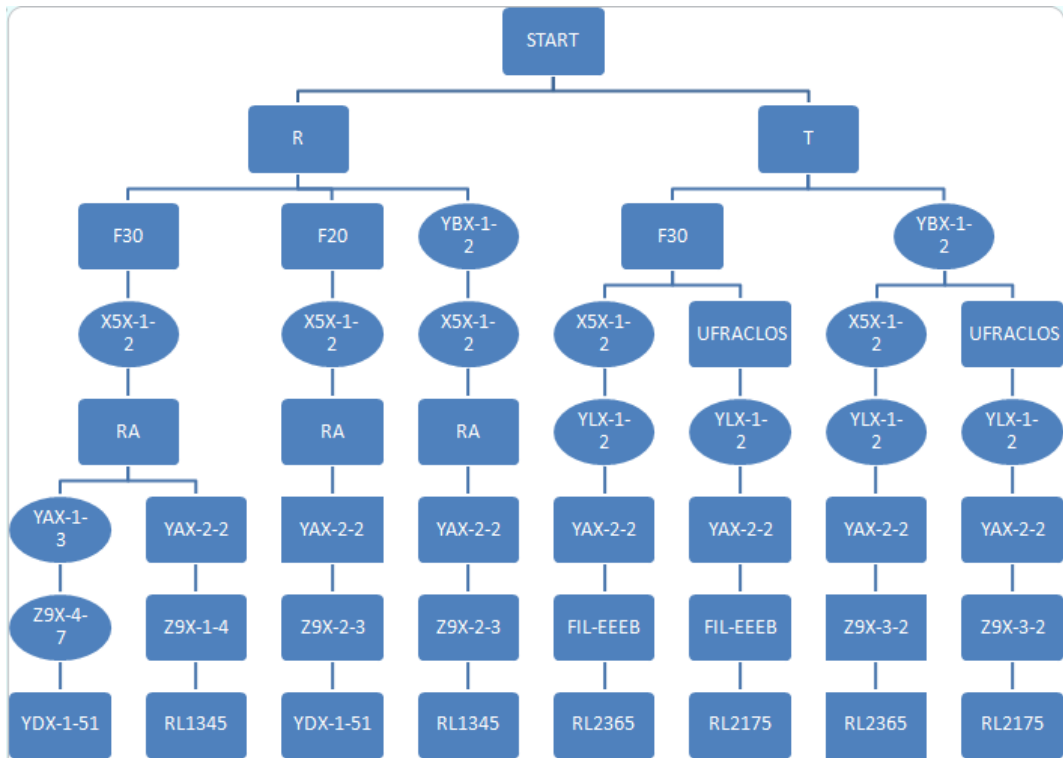 START
R
T
F30
F20
YBX-1-
2
F30
YBX-1-
2
X5X-1-
2
X5X-1-
2
X5X-1-
2
X5X-1-
2
UFRACLOS
X5X-1-
2
UFRACLOS
RA
RA
RA
YLX-1-
2
YLX-1-
2
YLX-1-
2
YLX-1-
2
YAX-1-
3
YAX-2-2
YAX-2-2
YAX-2-2
YAX-2-2
YAX-2-2
YAX-2-2
YAX-2-2
Z9X-4-
7
Z9X-1-4
Z9X-2-3
Z9X-2-3
FIL-EEEB
FIL-EEEB
Z9X-3-2
Z9X-3-2
YDX-1-51
RL1345
YDX-1-51
RL1345
RL2365
RL2175
RL2365
RL2175